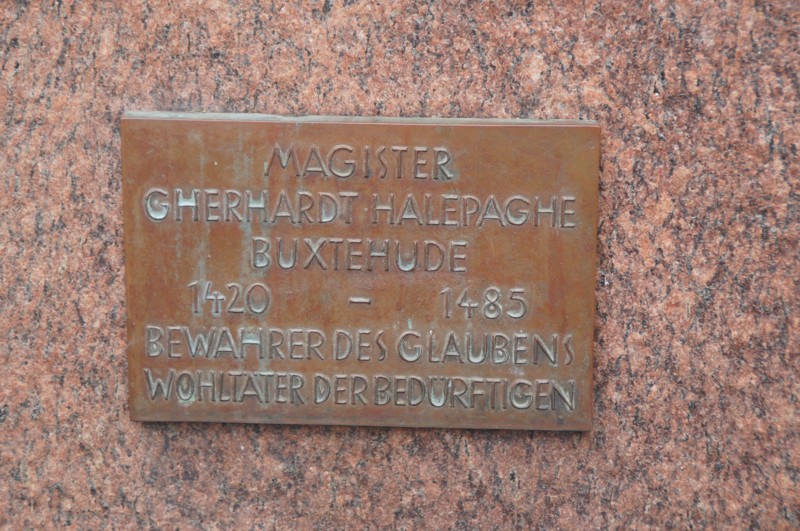 MAGISTER
GHERHARDT·HALEPAGHE
BUXTEHUDE
1420 – 1485
BEWAHRER DES GLAUBENS
WOHLTÄTER DER BEDÜRFTIGEN